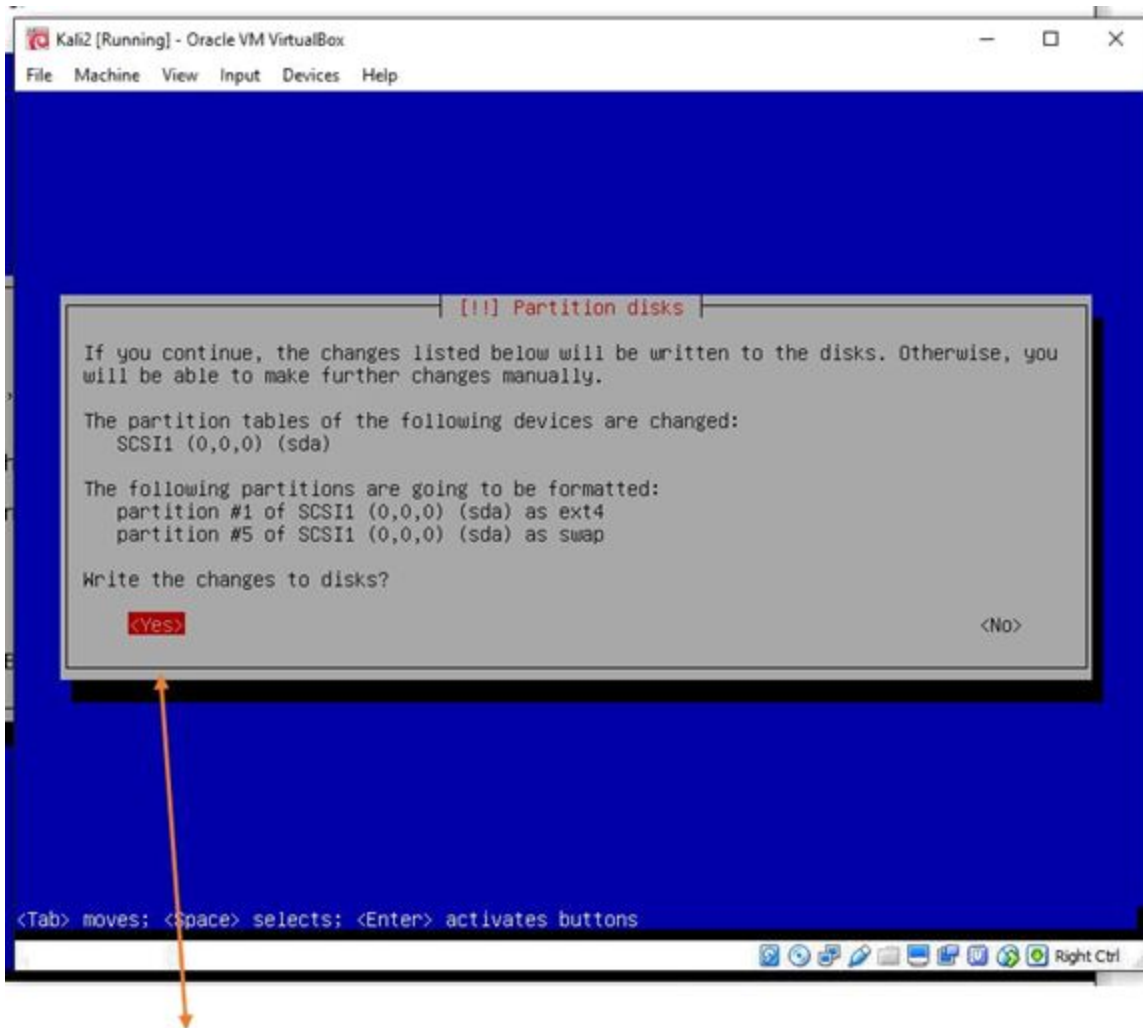 Kali2 [Running] - Oracle VM VirtualBox
File Machine View Input Devices Help
[!!] Partition disks
If you continue, the changes listed below will be written to the disks. Otherwise, you
will be able to make further changes manually.
The partition tables of the following devices are changed:
SCSI1 (0,0,0) (sda)
The following partitions are going to be formatted:
partition #1 of SCSI1 (0,0,0) (sda) as ext4
partition #5 of SCSI1 (0,0,0) (sda) as swap
Write the changes to disks?
<Yes> <No>
<Tab> moves; <Space> selects; <Enter> activates buttons
Right Ctrl